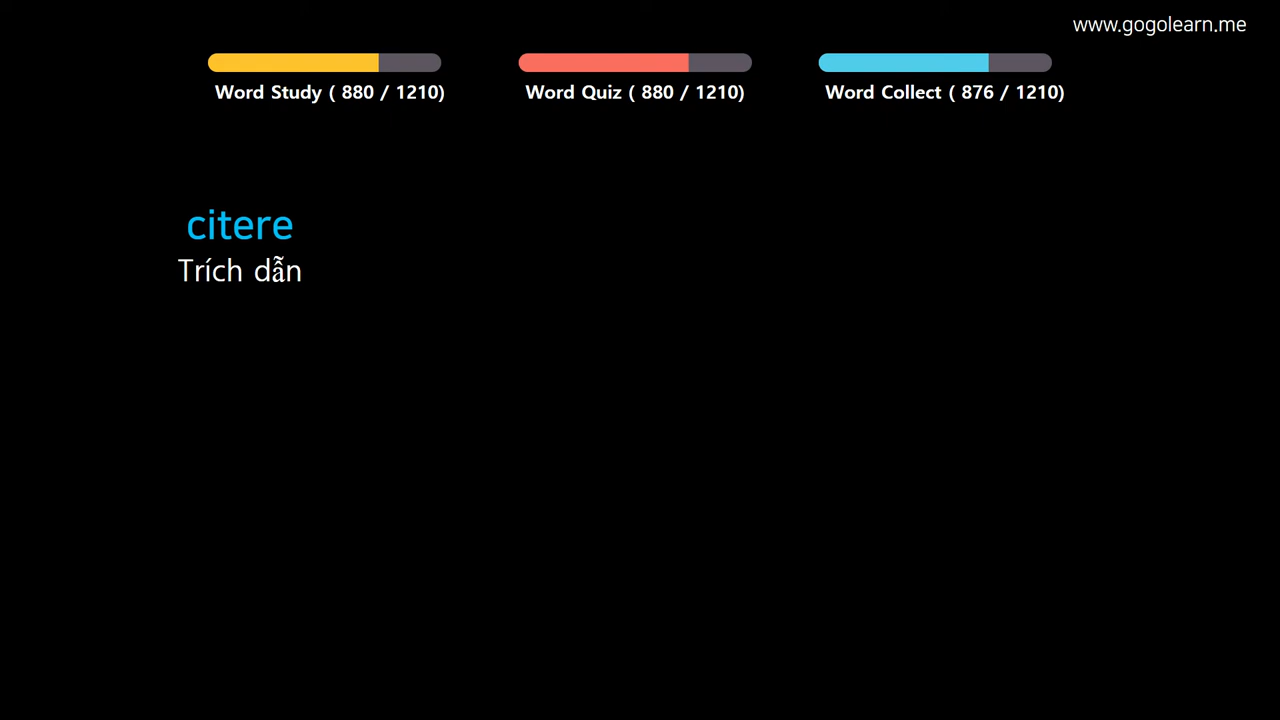 www.gogolearn.me
Word Study ( 880 / 1210)
Word Quiz ( 880 / 1210)
Word Collect ( 876 / 1210)
citere
Trích dẫn